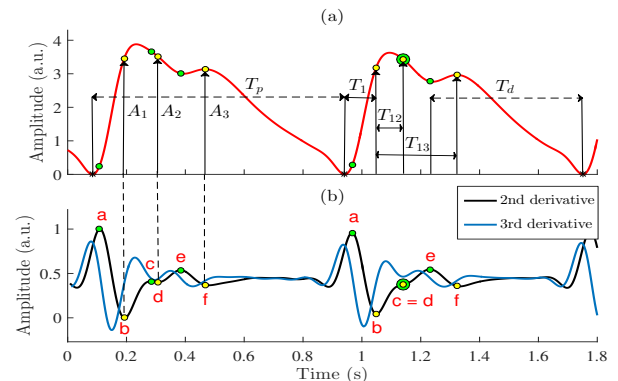 (a)
Amplitude (a.u.)
4
3
2
1
0
T_p
T_1
T_d
A_1
A_2
A_3
T_12
T_13
(b)
Amplitude (a.u.)
1
0.5
0
2nd derivative
3rd derivative
a
b
c
d
e
f
a
b
c = d
e
f
0
0.2
0.4
0.6
0.8
1
1.2
1.4
1.6
1.8
Time (s)